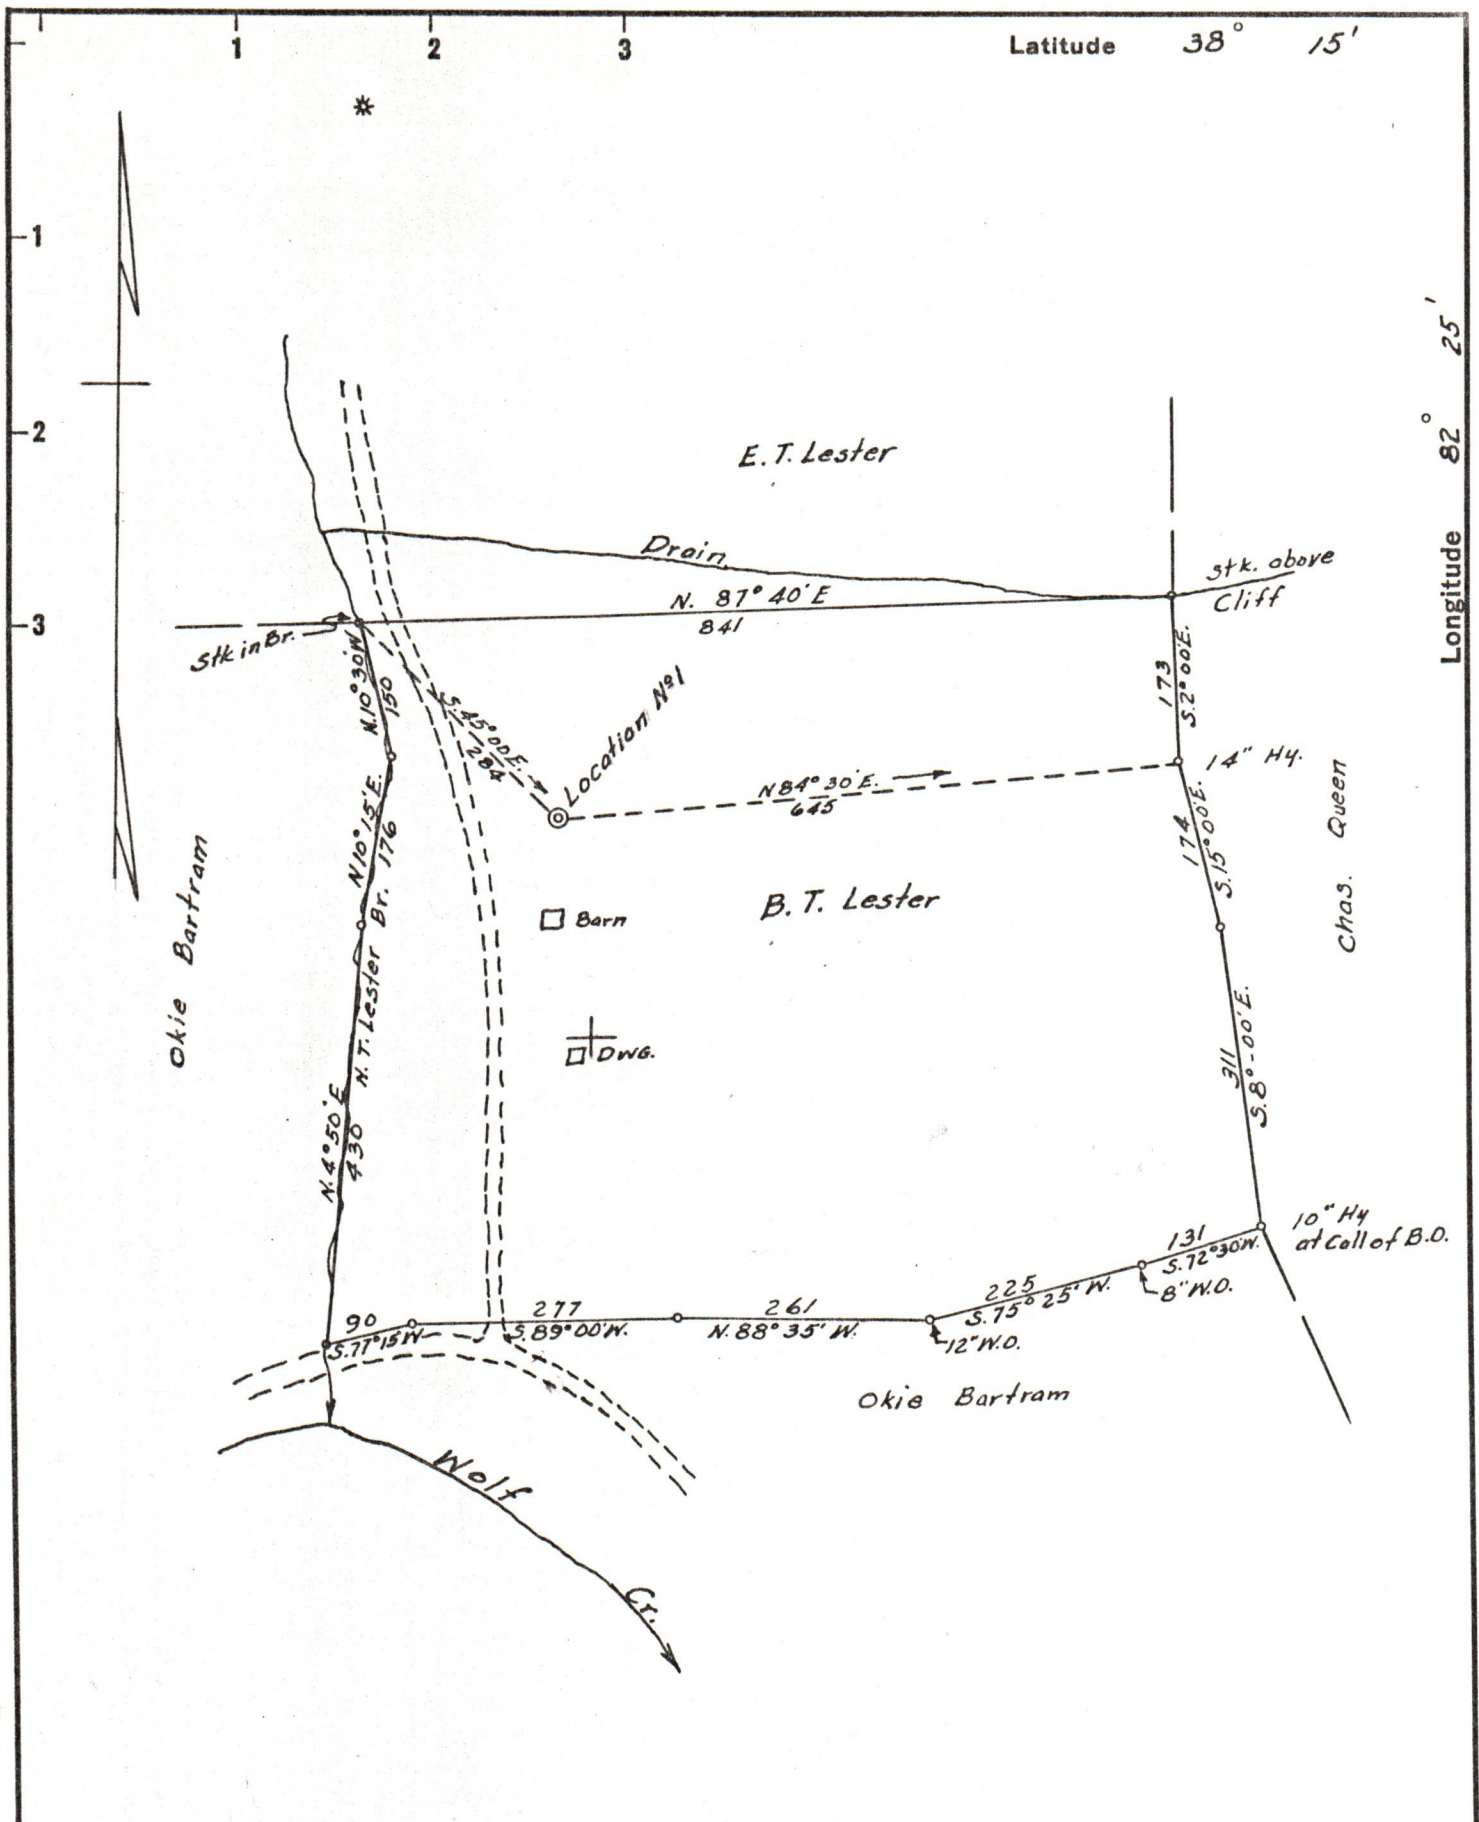 1 2 3 Latitude 38° 15'
1
2
3
Longitude 82° 25'
E. T. Lester
Drain
Stk. above
Cliff
N. 87° 40' E
841
Stk in Br.
N. 10° 30' W
150
S. 45° 00' E.
284
Location No 1
173
S. 2° 00' E.
14" Hy.
N 84° 30' E.
645
N 10° 15' E.
176
174
S. 15° 00' E.
Chas. Queen
Okie Bartram
B. T. Lester
Barn
N. T. Lester Br.
DWG.
311
S. 8°-00' E.
N. 4° 50' E
430
10" Hy
at Call of B.O.
131
S. 72° 30' W.
8" W.O.
225
S. 75° 25' W.
90
S. 77° 15' W
277
S. 89° 00' W.
261
N. 88° 35' W.
12" W.O.
Okie Bartram
Wolf Cr.